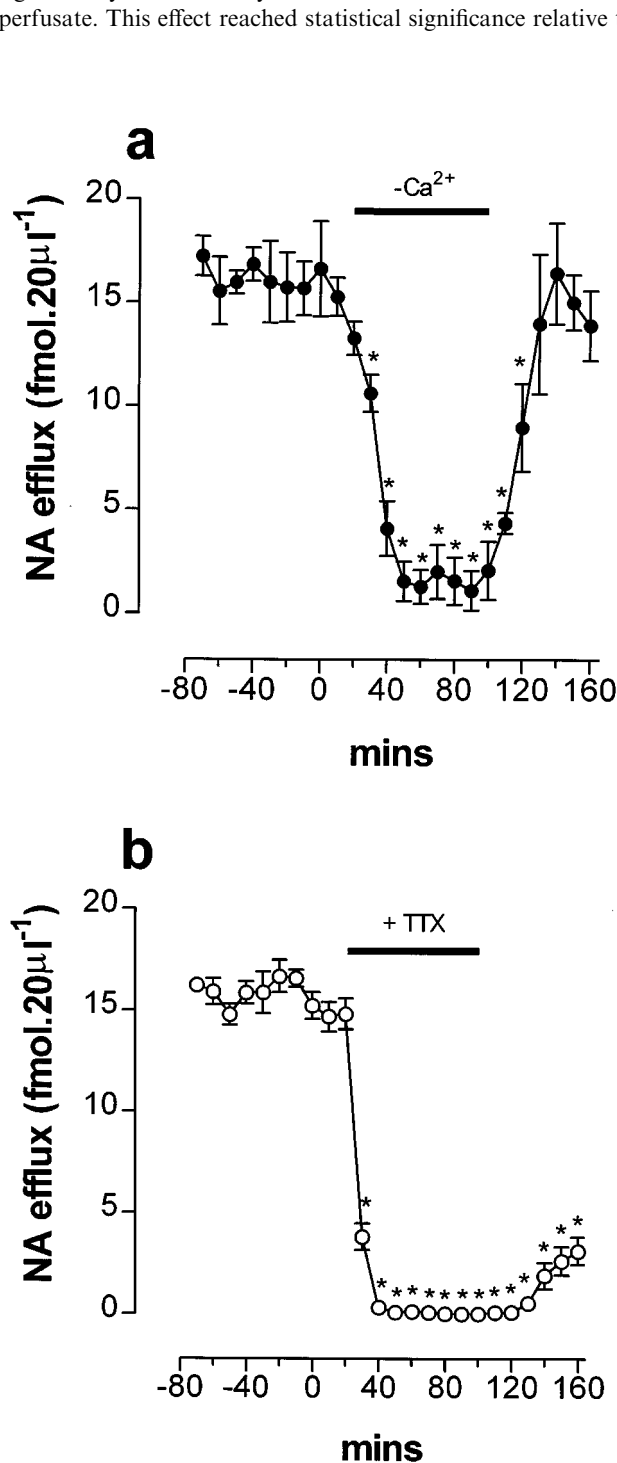 perfusate. This effect reached statistical significance relative
a
-Ca²⁺
20
15
10
5
0
NA efflux (fmol.20µl⁻¹)
* * * * * * * * * *
-80 -40 0 40 80 120 160
mins
b
+ TTX
20
15
10
5
0
NA efflux (fmol.20µl⁻¹)
* * * * * * * * * * * * * *
-80 -40 0 40 80 120 160
mins